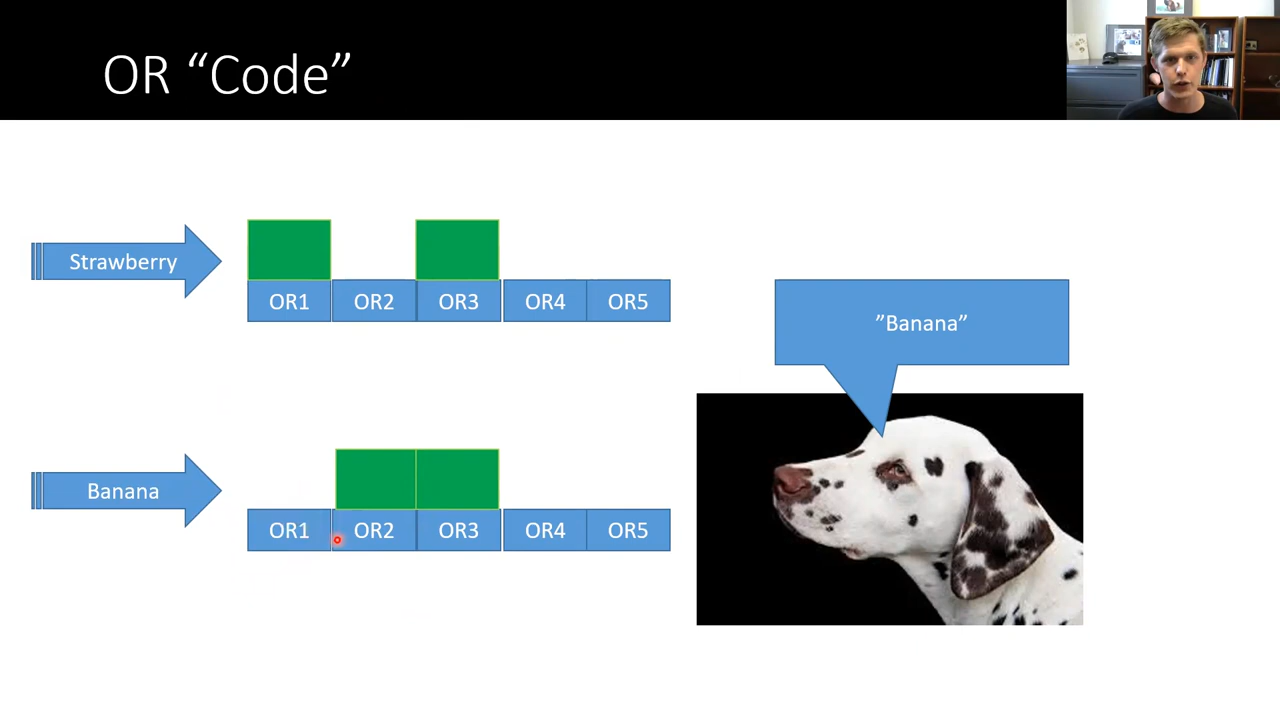 OR “Code”
Strawberry
OR1 OR2 OR3 OR4 OR5
”Banana”
Banana
OR1 OR2 OR3 OR4 OR5